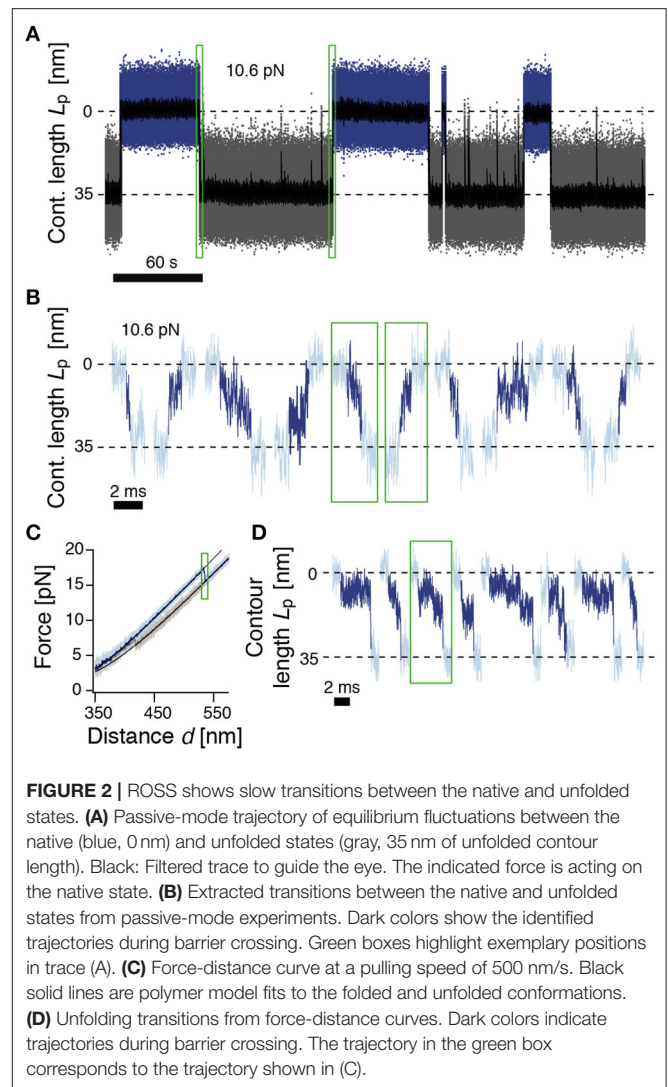 A
10.6 pN
Cont. length Lp [nm]
0
35
60 s
B
10.6 pN
Cont. length Lp [nm]
0
35
2 ms
C
Force [pN]
20
15
10
5
0
350 450 550
Distance d [nm]
D
Contour
length Lp [nm]
0
35
2 ms
FIGURE 2 | ROSS shows slow transitions between the native and unfolded
states. (A) Passive-mode trajectory of equilibrium fluctuations between the
native (blue, 0 nm) and unfolded states (gray, 35 nm of unfolded contour
length). Black: Filtered trace to guide the eye. The indicated force is acting on
the native state. (B) Extracted transitions between the native and unfolded
states from passive-mode experiments. Dark colors show the identified
trajectories during barrier crossing. Green boxes highlight exemplary positions
in trace (A). (C) Force-distance curve at a pulling speed of 500 nm/s. Black
solid lines are polymer model fits to the folded and unfolded conformations.
(D) Unfolding transitions from force-distance curves. Dark colors indicate
trajectories during barrier crossing. The trajectory in the green box
corresponds to the trajectory shown in (C).